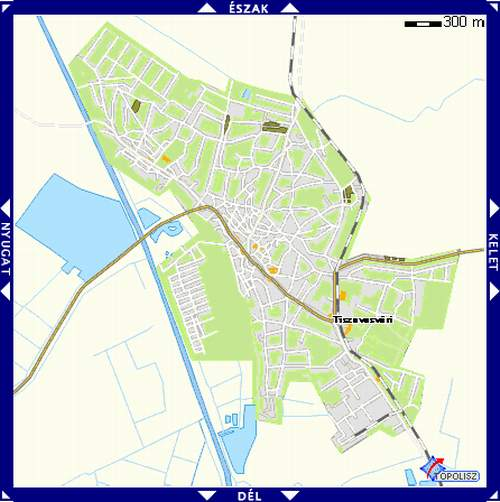 ÉSZAK
300 m
NYUGAT
KELET
Tiszavasvári
TOPOLISZ
DÉL